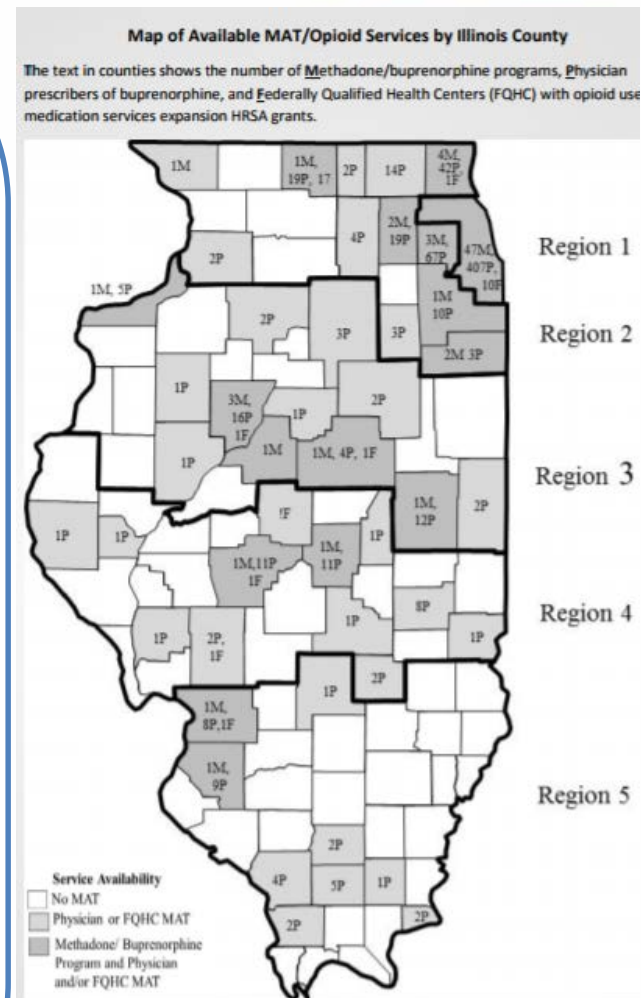 Map of Available MAT/Opioid Services by Illinois County
The text in counties shows the number of Methadone/buprenorphine programs, Physician
prescribers of buprenorphine, and Federally Qualified Health Centers (FQHC) with opioid use
medication services expansion HRSA grants.
1M
1M,
19P, 17
2P
14P
4M,
42P,
1F
2P
4P
2M,
19P
3M,
67P
47M,
407P,
10F
Region 1
1M, 5P
2P
3P
3P
1M
10P
2M 3P
Region 2
1P
3M,
16P
1F
1P
2P
1P
1M
1M, 4P, 1F
1M,
12P
2P
Region 3
1P
1P
1M,11P
1F
1M,
11P
1P
1P
2P,
1F
1P
8P
1P
Region 4
1M,
8P,1F
1P
2P
1M,
9P
Region 5
2P
4P
5P
1P
2P
2P
Service Availability
No MAT
Physician or FQHC MAT
Methadone/ Buprenorphine
Program and Physician
and/or FQHC MAT